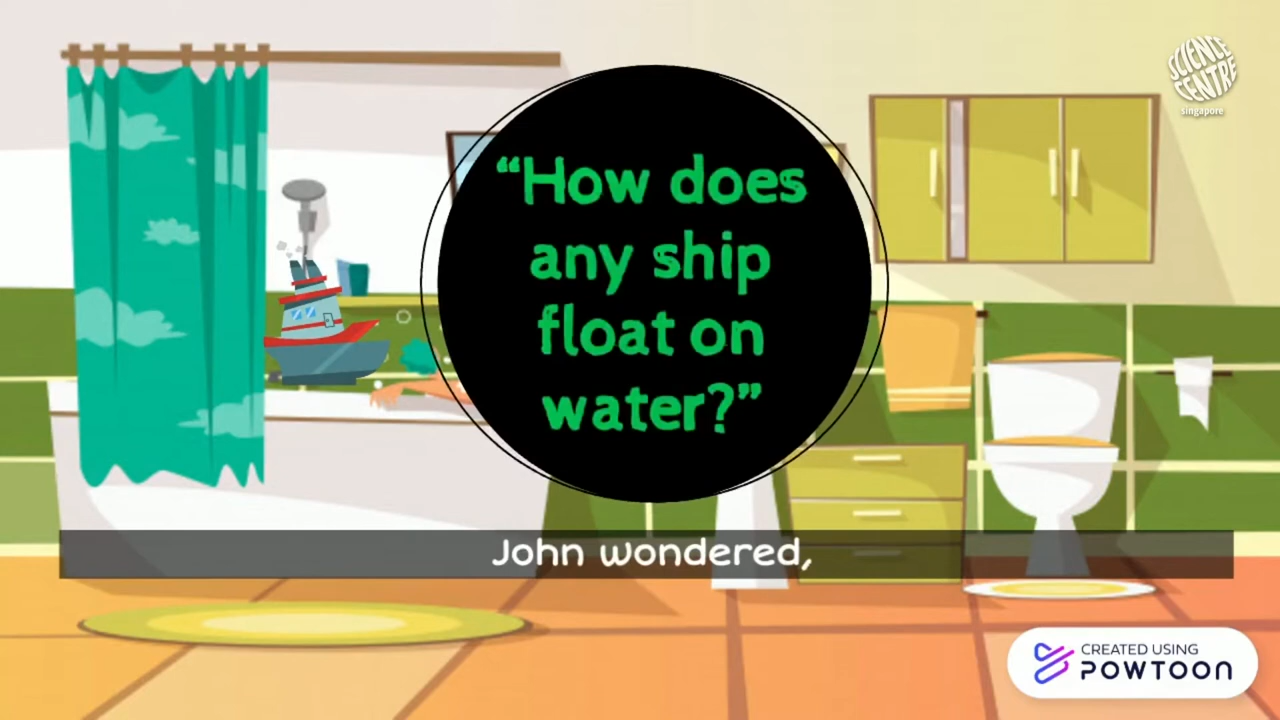 SCIENCE
CENTRE
singapore
“How does
any ship
float on
water?”
John wondered,
CREATED USING
POWTOON